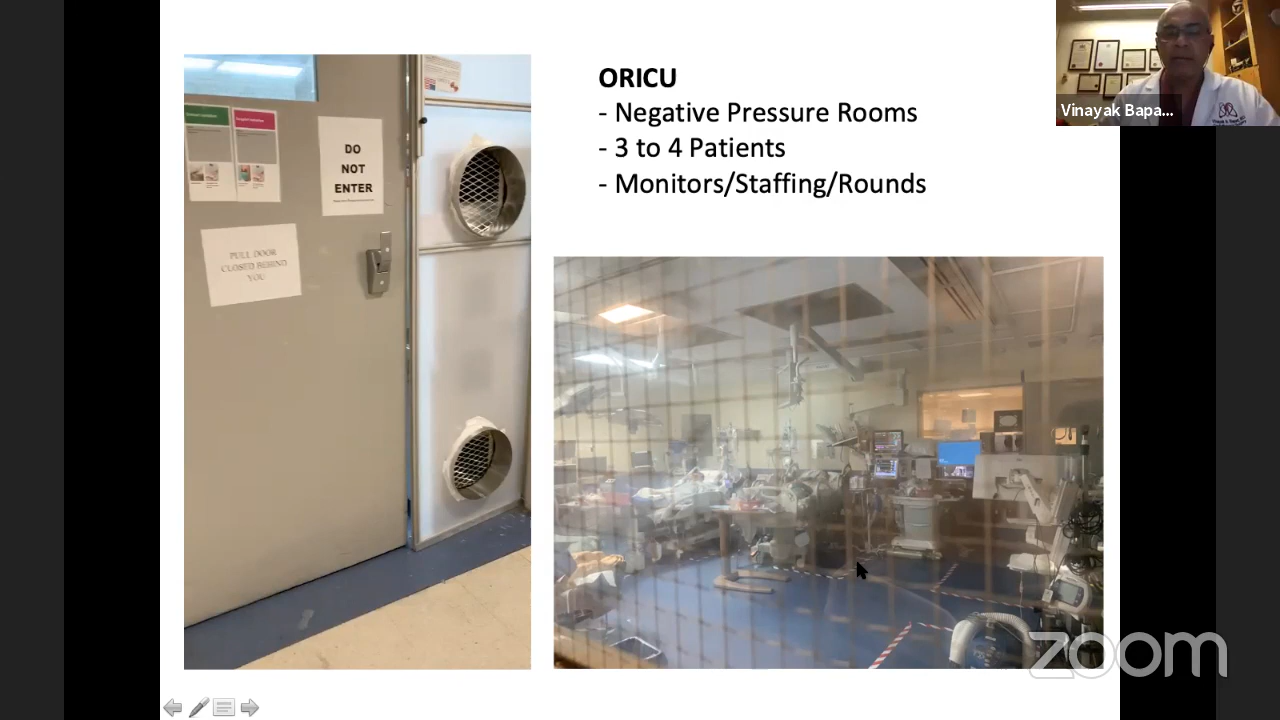 ORICU
- Negative Pressure Rooms
- 3 to 4 Patients
- Monitors/Staffing/Rounds
Vinayak Bapa...
DO
NOT
ENTER
PULL DOOR
CLOSED BEHIND
YOU
zoom